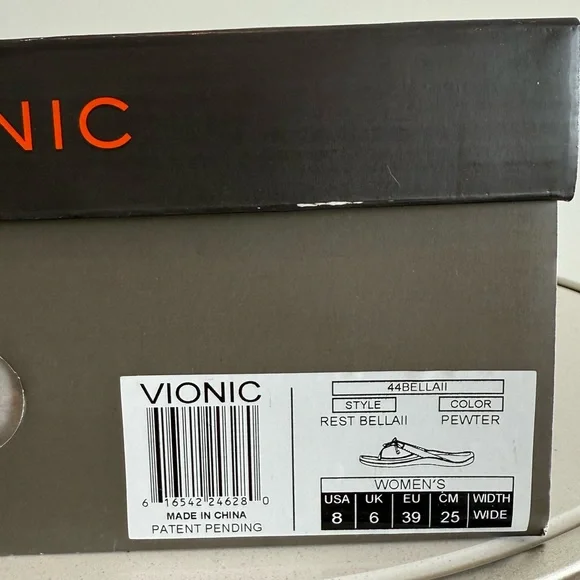 NIC
VIONIC
6 16542 24628 0
MADE IN CHINA
PATENT PENDING
44BELLAII
STYLE COLOR
REST BELLAII PEWTER
WOMEN'S
USA UK EU CM WIDTH
8 6 39 25 WIDE